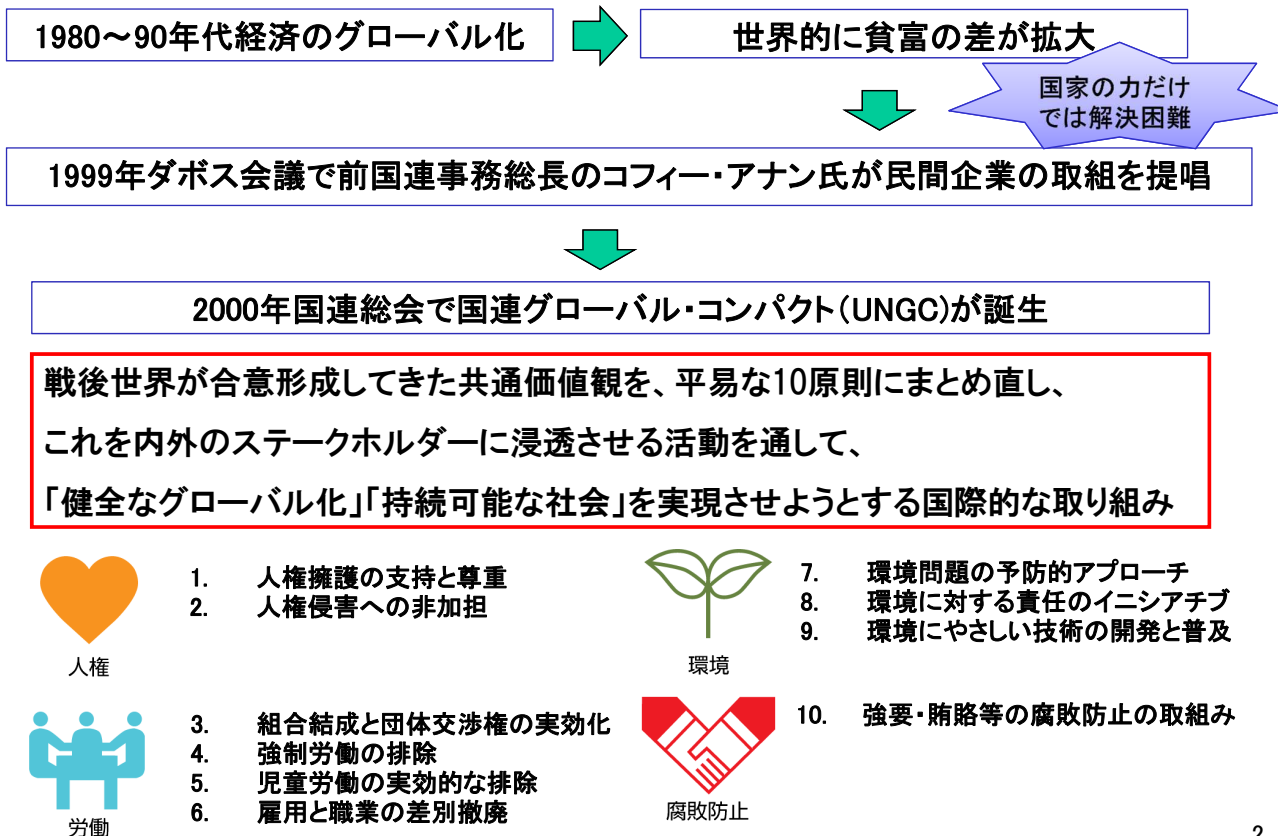 1980～90年代経済のグローバル化
世界的に貧富の差が拡大
国家の力だけ
では解決困難
1999年ダボス会議で前国連事務総長のコフィー・アナン氏が民間企業の取組を提唱
2000年国連総会で国連グローバル・コンパクト（UNGC)が誕生
戦後世界が合意形成してきた共通価値観を、平易な10原則にまとめ直し、
これを内外のステークホルダーに浸透させる活動を通して、
「健全なグローバル化」「持続可能な社会」を実現させようとする国際的な取り組み
1. 人権擁護の支持と尊重
2. 人権侵害への非加担
人権
3. 組合結成と団体交渉権の実効化
4. 強制労働の排除
5. 児童労働の実効的な排除
6. 雇用と職業の差別撤廃
労働
7. 環境問題の予防的アプローチ
8. 環境に対する責任のイニシアチブ
9. 環境にやさしい技術の開発と普及
環境
10. 強要・賄賂等の腐敗防止の取組み
腐敗防止
2